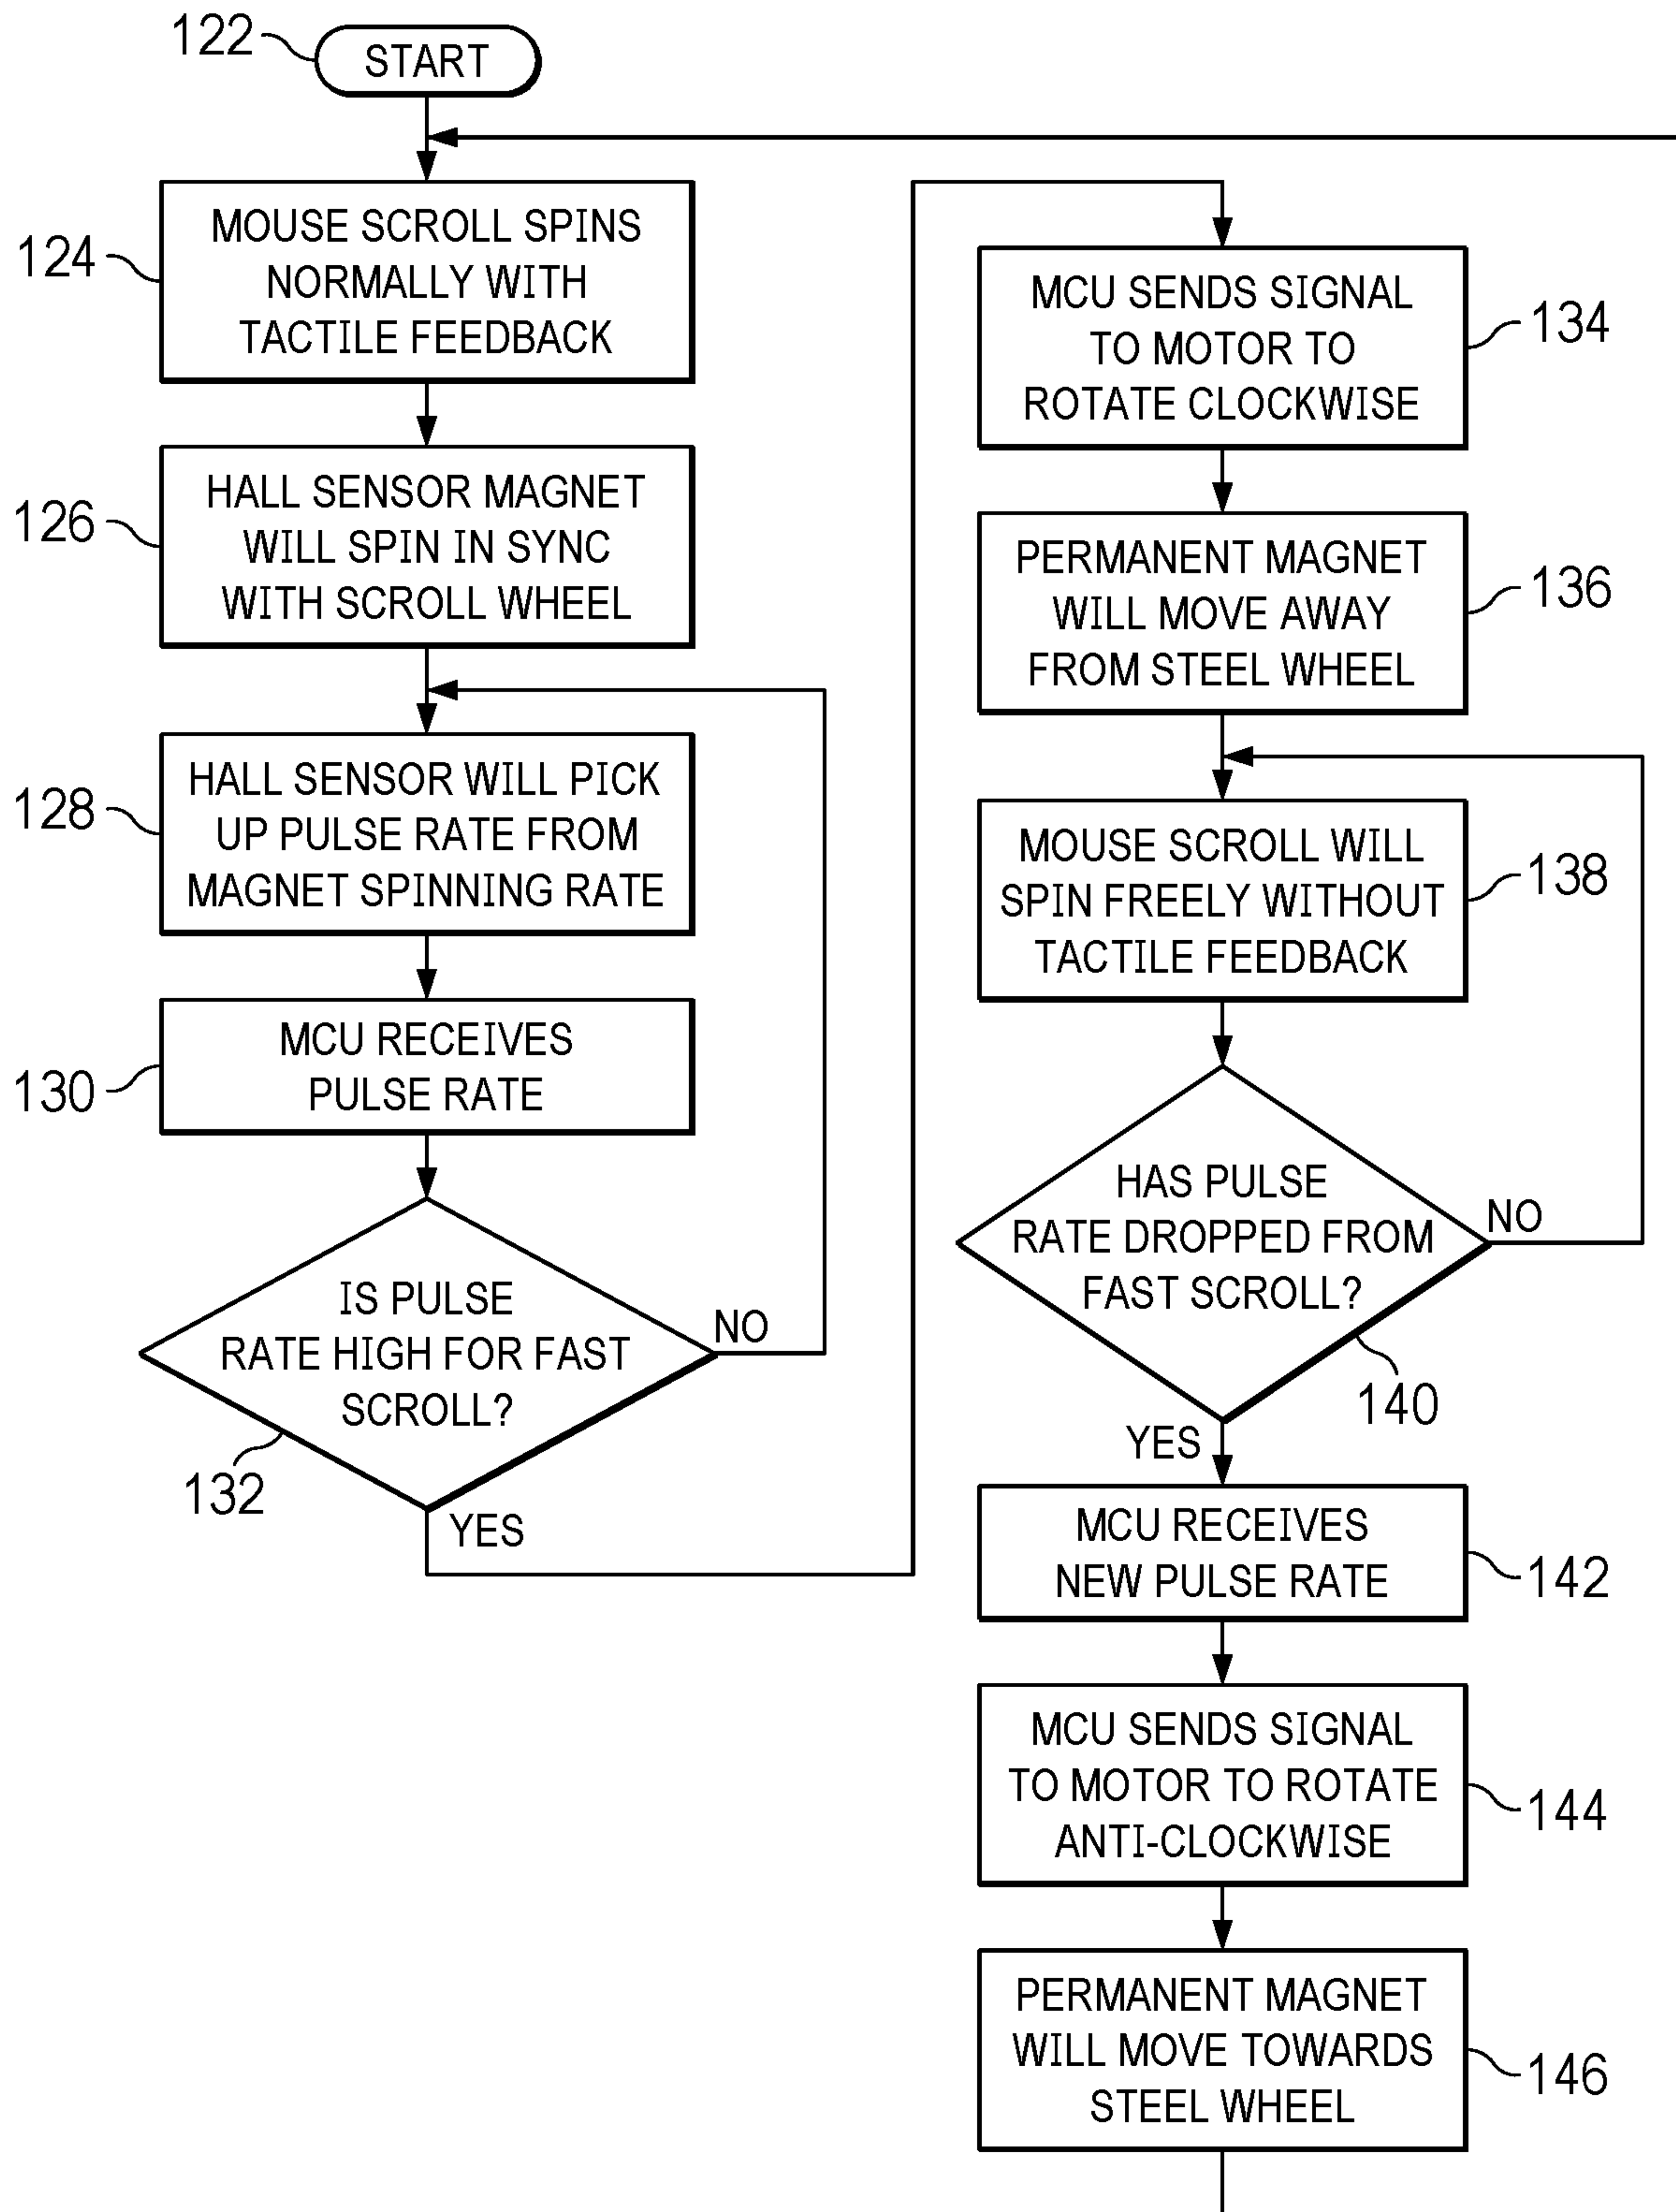 122
START
124
MOUSE SCROLL SPINS
NORMALLY WITH
TACTILE FEEDBACK
126
HALL SENSOR MAGNET
WILL SPIN IN SYNC
WITH SCROLL WHEEL
128
HALL SENSOR WILL PICK
UP PULSE RATE FROM
MAGNET SPINNING RATE
130
MCU RECEIVES
PULSE RATE
IS PULSE
RATE HIGH FOR FAST
SCROLL?
NO
132
YES
MCU SENDS SIGNAL
TO MOTOR TO
ROTATE CLOCKWISE
134
PERMANENT MAGNET
WILL MOVE AWAY
FROM STEEL WHEEL
136
MOUSE SCROLL WILL
SPIN FREELY WITHOUT
TACTILE FEEDBACK
138
HAS PULSE
RATE DROPPED FROM
FAST SCROLL?
NO
140
YES
MCU RECEIVES
NEW PULSE RATE
142
MCU SENDS SIGNAL
TO MOTOR TO ROTATE
ANTI-CLOCKWISE
144
PERMANENT MAGNET
WILL MOVE TOWARDS
STEEL WHEEL
146